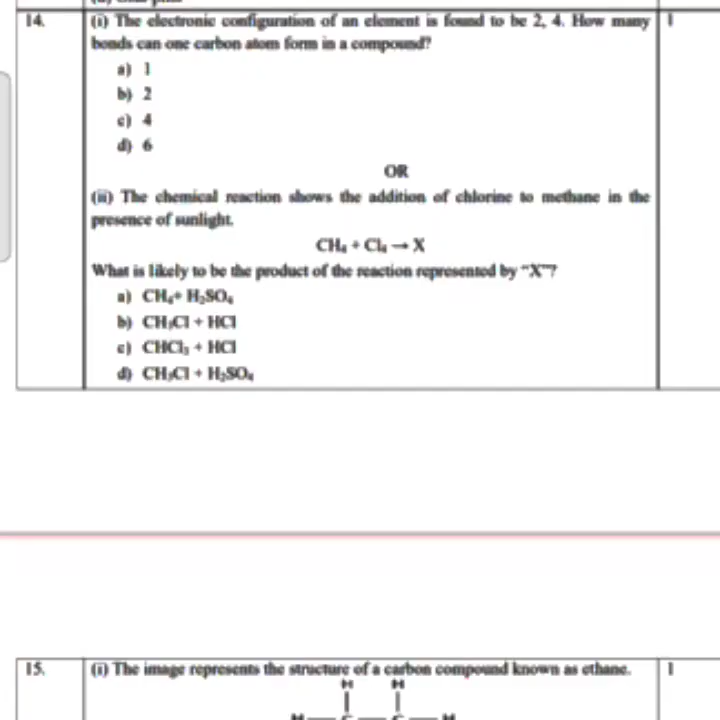 14.
(i) The electronic configuration of an element is found to be 2, 4. How many
1
bonds can one carbon atom form in a compound?
a) 1
b) 2
c) 4
d) 6
OR
(ii) The chemical reaction shows the addition of chlorine to methane in the
presence of sunlight.
CH₄ + Cl₄ → X
What is likely to be the product of the reaction represented by “X”?
a) CH₄+ H₂SO₄
b) CH₃Cl + HCl
c) CHCl₃ + HCl
d) CH₃Cl + H₂SO₄
15.
(i) The image represents the structure of a carbon compound known as ethane.
1
H H
H C C H